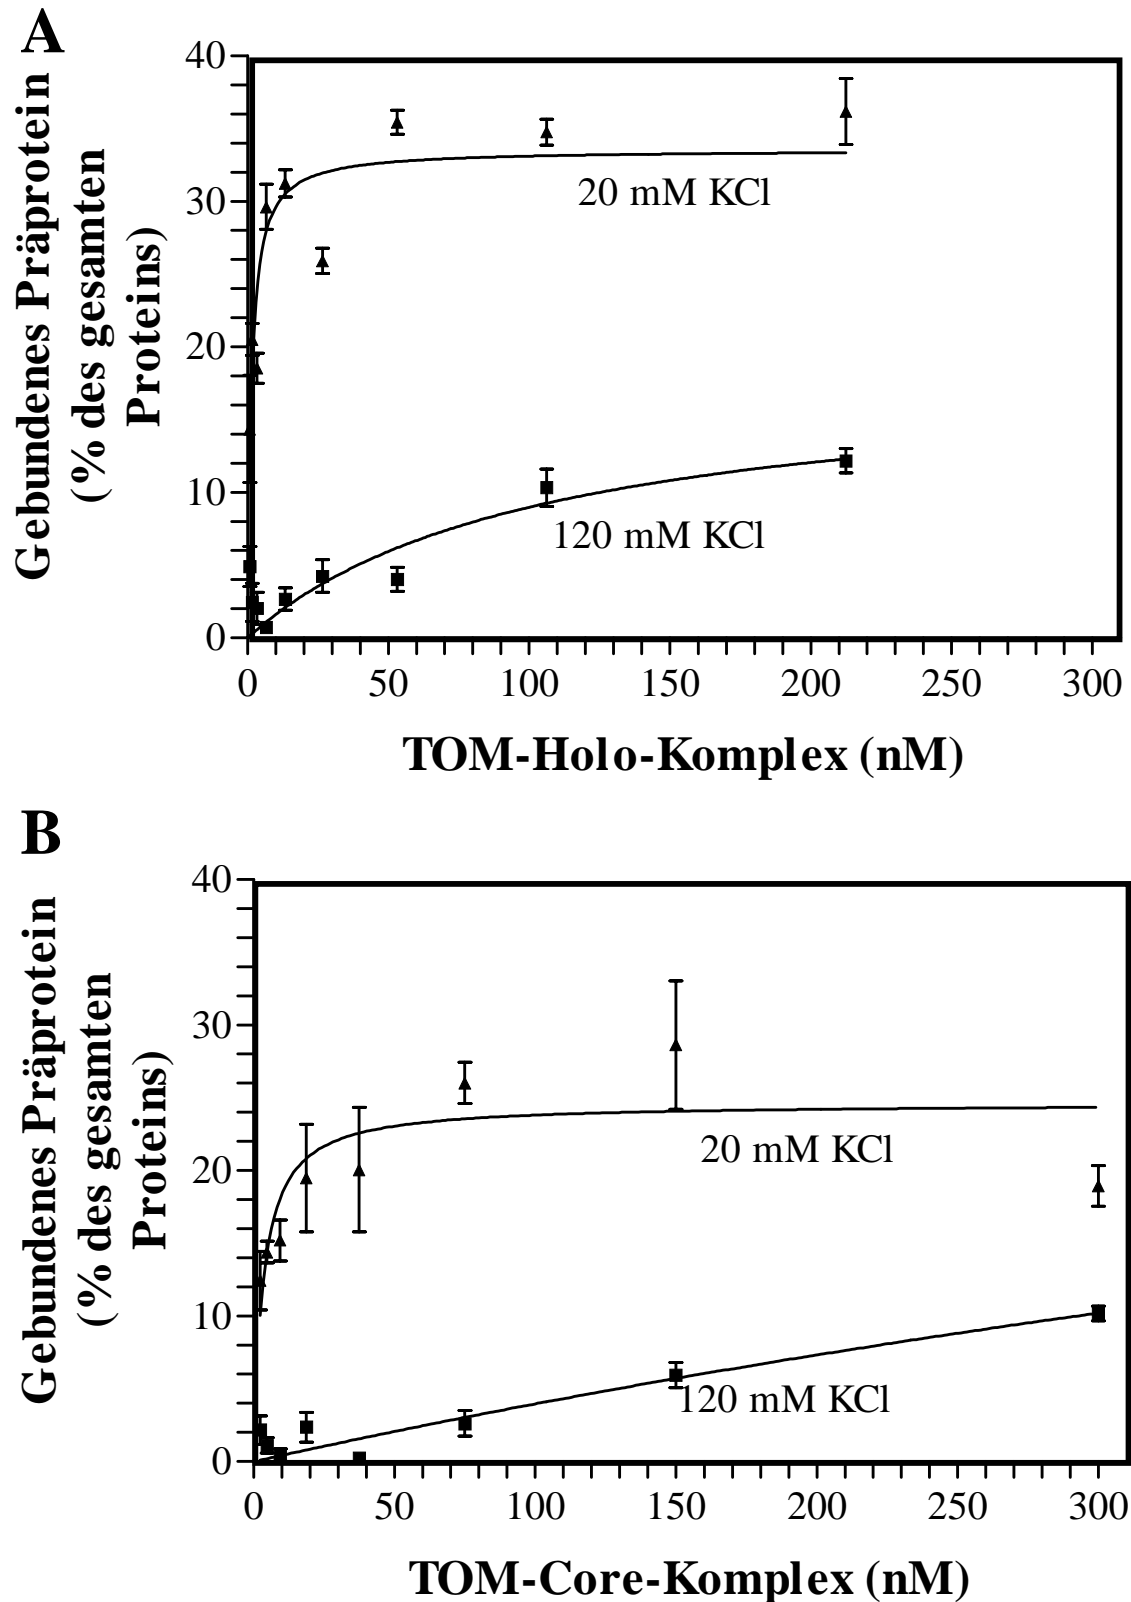 A
Gebundenes Präprotein
(% des gesamten
Proteins)
40
30
20
10
0
20 mM KCl
120 mM KCl
0 50 100 150 200 250 300
TOM-Holo-Komplex (nM)
B
Gebundenes Präprotein
(% des gesamten
Proteins)
40
30
20
10
0
20 mM KCl
120 mM KCl
0 50 100 150 200 250 300
TOM-Core-Komplex (nM)